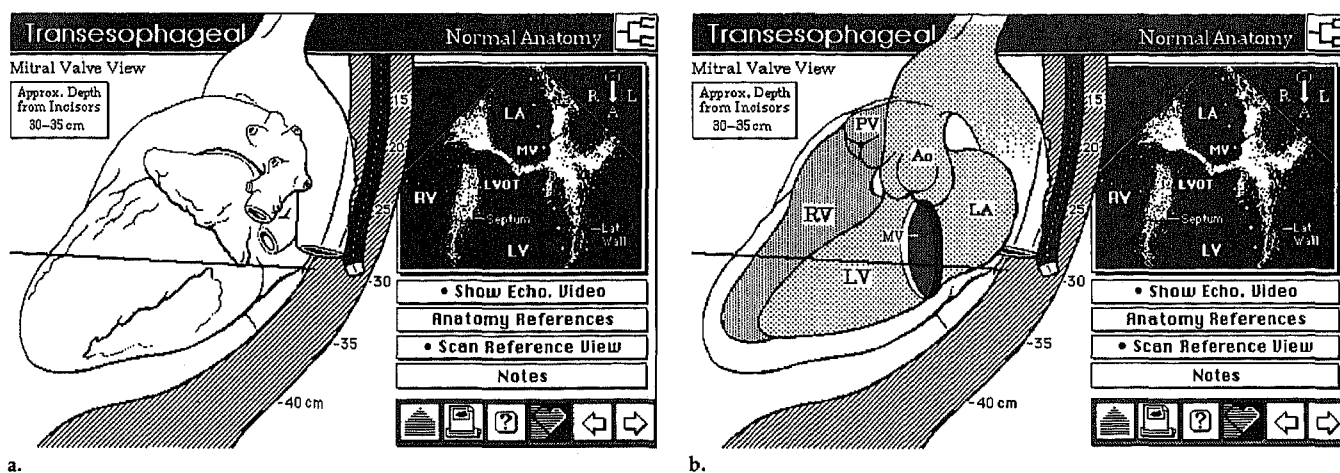 Transesophageal
Normal Anatomy
Mitral Valve View
Approx. Depth
from Incisors
30–35 cm
R L
A
LA
MV
LVOT
RV
Septum
Lat
Wall
LV
15
20
25
-30
-35
-40 cm
• Show Echo. Video
Anatomy References
• Scan Reference View
Notes
?
a.
Transesophageal
Normal Anatomy
Mitral Valve View
Approx. Depth
from Incisors
30–35 cm
PV
Ao
RV
LA
MV
LV
R L
A
LA
MV
LVOT
RV
Septum
Lat
Wall
LV
15
20
25
-30
-35
-40 cm
• Show Echo. Video
Anatomy References
• Scan Reference View
Notes
?
b.